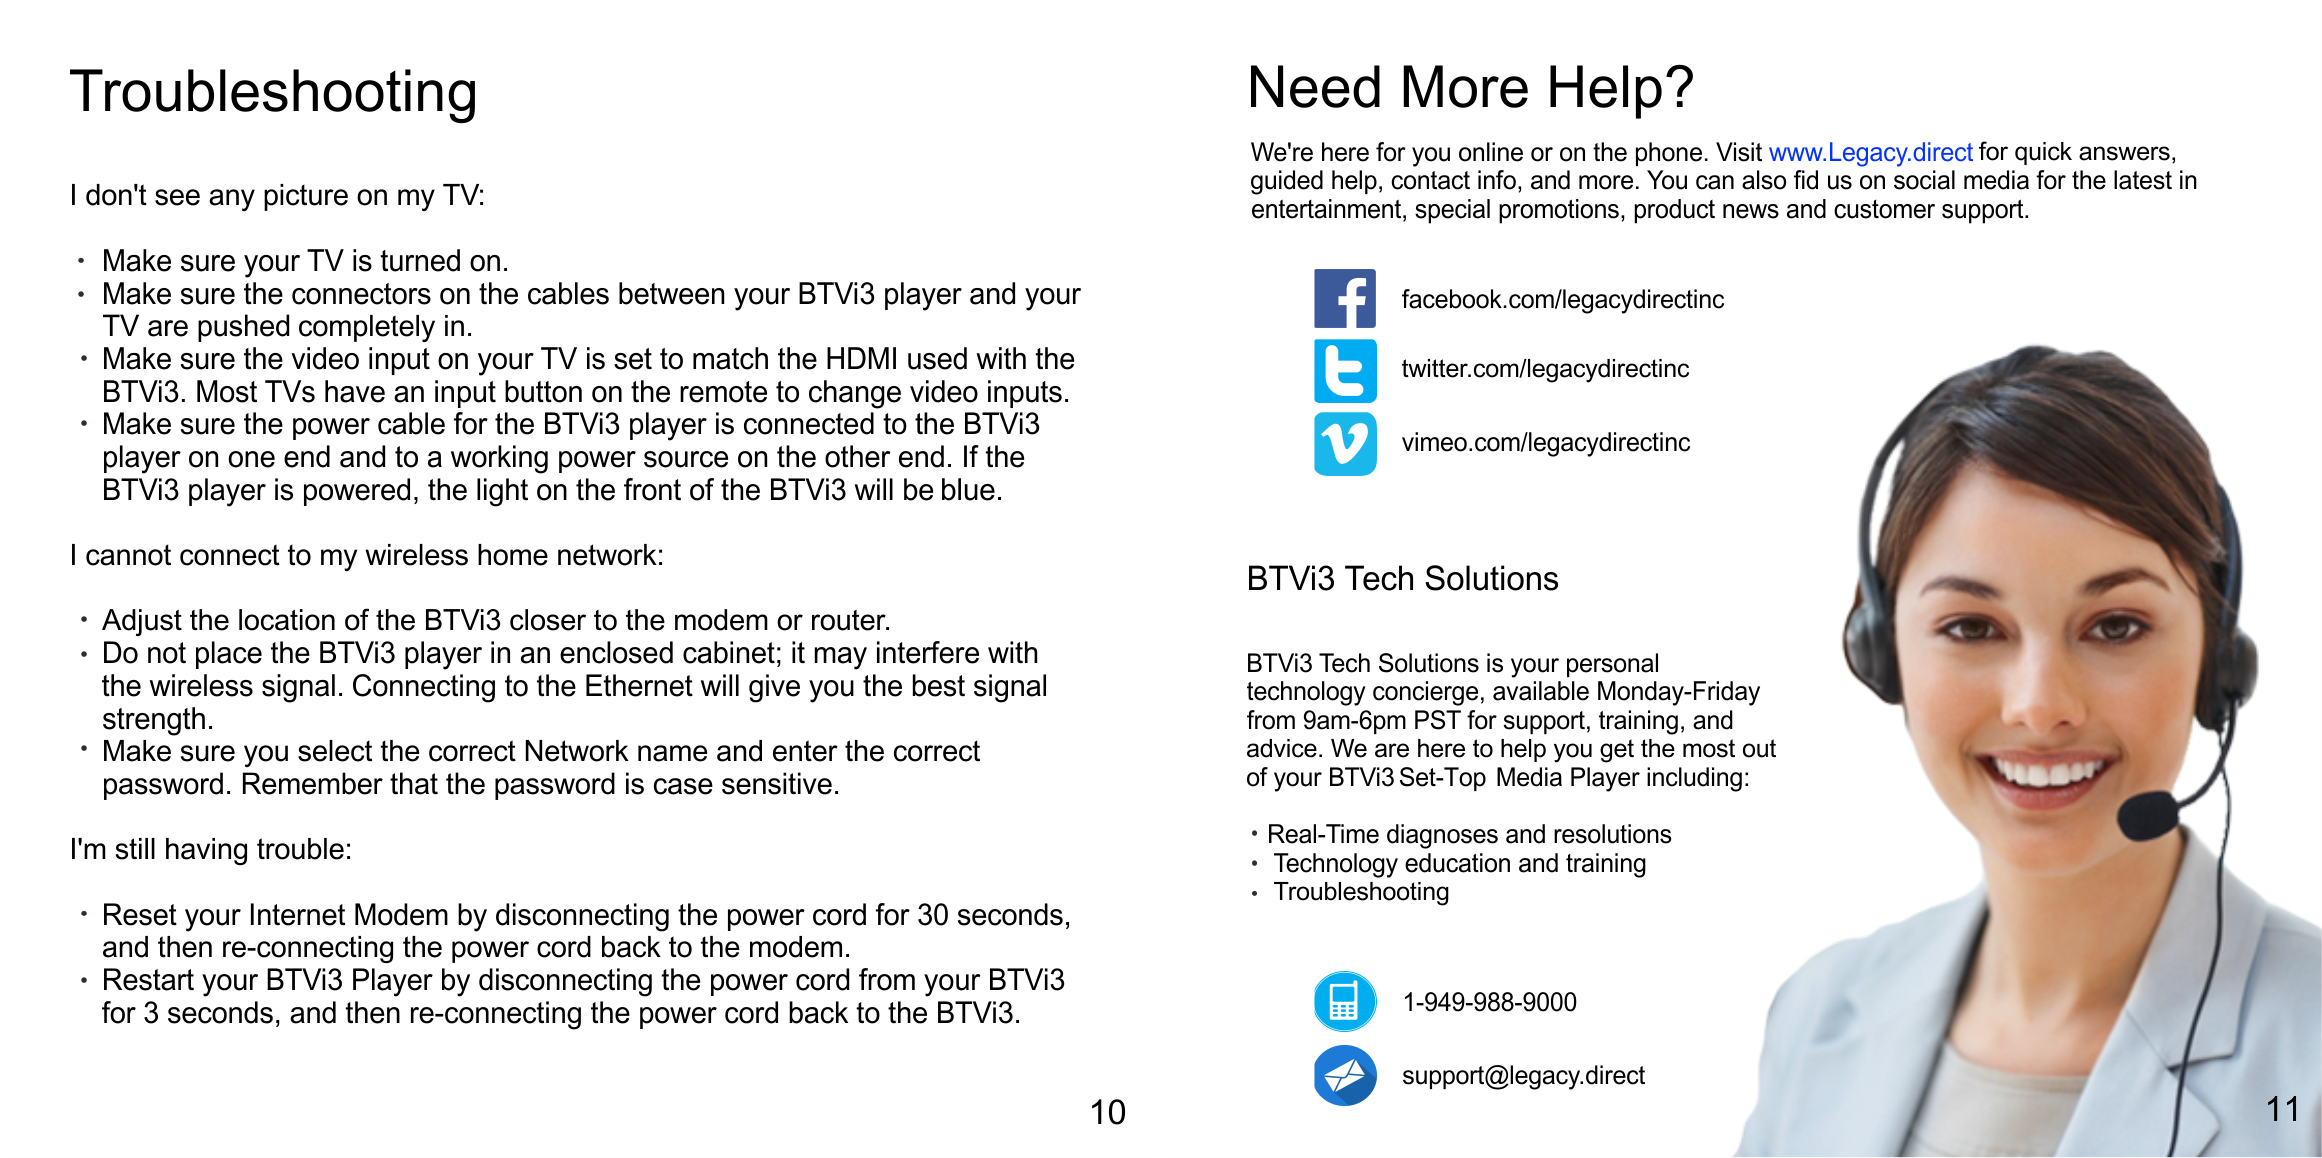 Troubleshooting
I don't see any picture on my TV:
• Make sure your TV is turned on.
• Make sure the connectors on the cables between your BTVi3 player and your
TV are pushed completely in.
• Make sure the video input on your TV is set to match the HDMI used with the
BTVi3. Most TVs have an input button on the remote to change video inputs.
• Make sure the power cable for the BTVi3 player is connected to the BTVi3
player on one end and to a working power source on the other end. If the
BTVi3 player is powered, the light on the front of the BTVi3 will be blue.
I cannot connect to my wireless home network:
• Adjust the location of the BTVi3 closer to the modem or router.
• Do not place the BTVi3 player in an enclosed cabinet; it may interfere with
the wireless signal. Connecting to the Ethernet will give you the best signal
strength.
• Make sure you select the correct Network name and enter the correct
password. Remember that the password is case sensitive.
I'm still having trouble:
• Reset your Internet Modem by disconnecting the power cord for 30 seconds,
and then re-connecting the power cord back to the modem.
• Restart your BTVi3 Player by disconnecting the power cord from your BTVi3
for 3 seconds, and then re-connecting the power cord back to the BTVi3.
10
Need More Help?
We're here for you online or on the phone. Visit www.Legacy.direct for quick answers,
guided help, contact info, and more. You can also fid us on social media for the latest in
entertainment, special promotions, product news and customer support.
facebook.com/legacydirectinc
twitter.com/legacydirectinc
vimeo.com/legacydirectinc
BTVi3 Tech Solutions
BTVi3 Tech Solutions is your personal
technology concierge, available Monday-Friday
from 9am-6pm PST for support, training, and
advice. We are here to help you get the most out
of your BTVi3 Set-Top Media Player including:
• Real-Time diagnoses and resolutions
• Technology education and training
• Troubleshooting
1-949-988-9000
support@legacy.direct
11